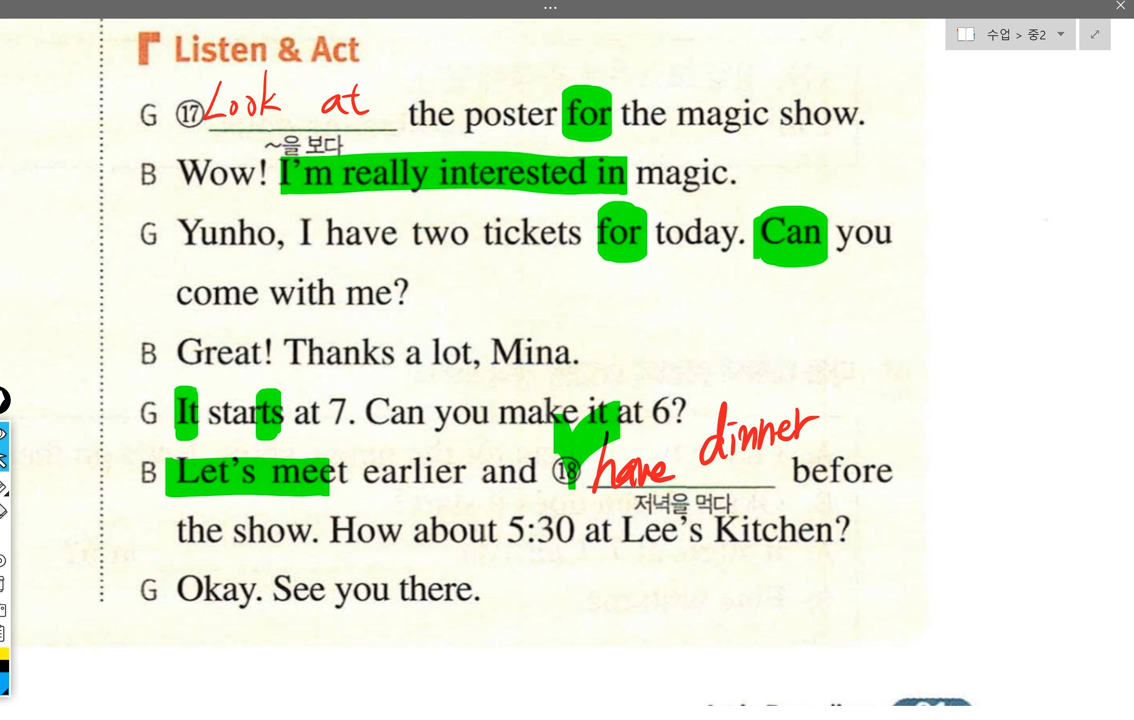 수업 > 중2
Listen & Act
G ⑰ Look at the poster for the magic show.
~을 보다
B Wow! I'm really interested in magic.
G Yunho, I have two tickets for today. Can you
come with me?
B Great! Thanks a lot, Mina.
G It starts at 7. Can you make it at 6?
B Let's meet earlier and ⑱ have dinner before
저녁을 먹다
the show. How about 5:30 at Lee's Kitchen?
G Okay. See you there.